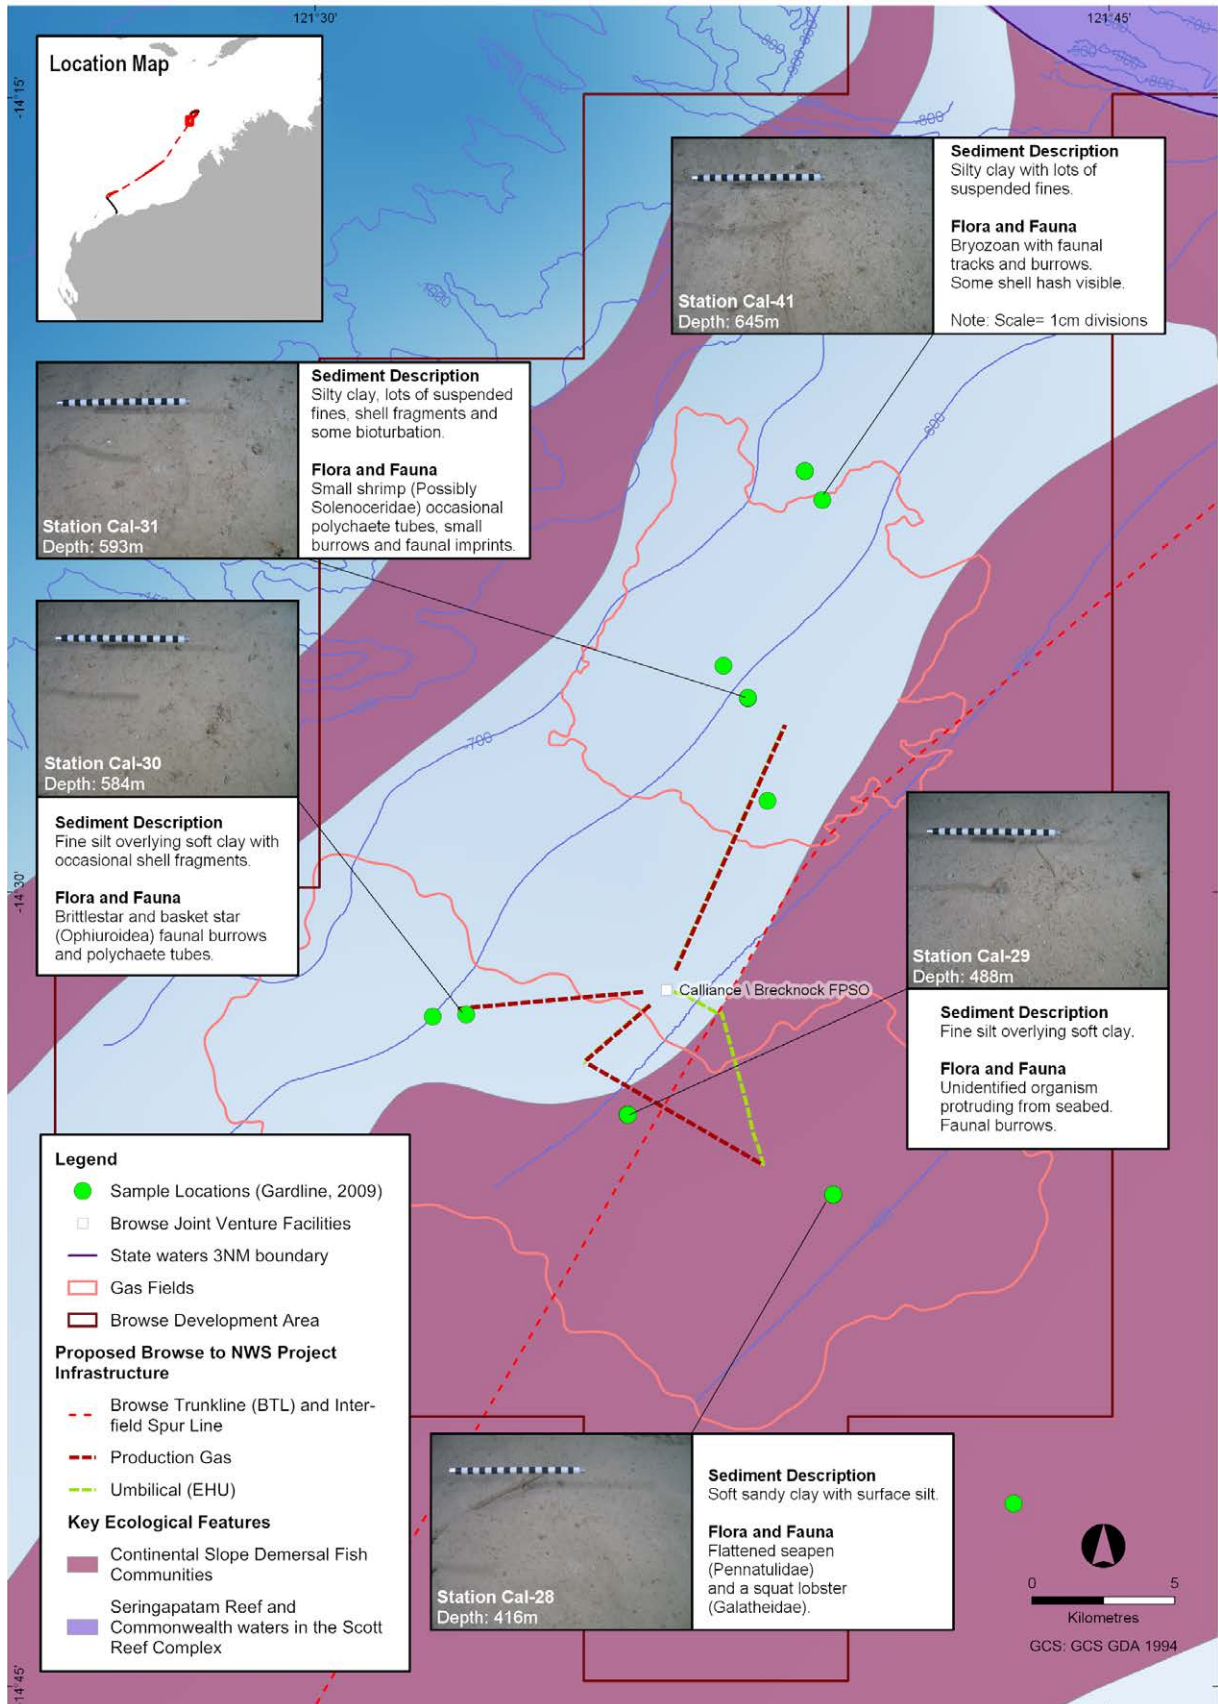 121°30'
121°45'
-14°15'
Location Map
-800
-800
-800
-800
-800
Sediment Description
Silty clay with lots of
suspended fines.
Flora and Fauna
Bryozoan with faunal
tracks and burrows.
Some shell hash visible.
Note: Scale= 1cm divisions
Station Cal-41
Depth: 645m
Sediment Description
Silty clay, lots of suspended
fines, shell fragments and
some bioturbation.
Flora and Fauna
Small shrimp (Possibly
Solenoceridae) occasional
polychaete tubes, small
burrows and faunal imprints.
Station Cal-31
Depth: 593m
-600
Station Cal-30
Depth: 584m
Sediment Description
Fine silt overlying soft clay with
occasional shell fragments.
Flora and Fauna
Brittlestar and basket star
(Ophiuroidea) faunal burrows
and polychaete tubes.
-700
-14°30'
Station Cal-29
Depth: 488m
Sediment Description
Fine silt overlying soft clay.
Flora and Fauna
Unidentified organism
protruding from seabed.
Faunal burrows.
Calliance \ Brecknock FPSO
Legend
Sample Locations (Gardline, 2009)
Browse Joint Venture Facilities
State waters 3NM boundary
Gas Fields
Browse Development Area
Proposed Browse to NWS Project
Infrastructure
Browse Trunkline (BTL) and Inter-
field Spur Line
Production Gas
Umbilical (EHU)
Key Ecological Features
Continental Slope Demersal Fish
Communities
Seringapatam Reef and
Commonwealth waters in the Scott
Reef Complex
Station Cal-28
Depth: 416m
Sediment Description
Soft sandy clay with surface silt.
Flora and Fauna
Flattened seapen
(Pennatulidae)
and a squat lobster
(Galatheidae).
0 5
Kilometres
GCS: GCS GDA 1994
-14°45'